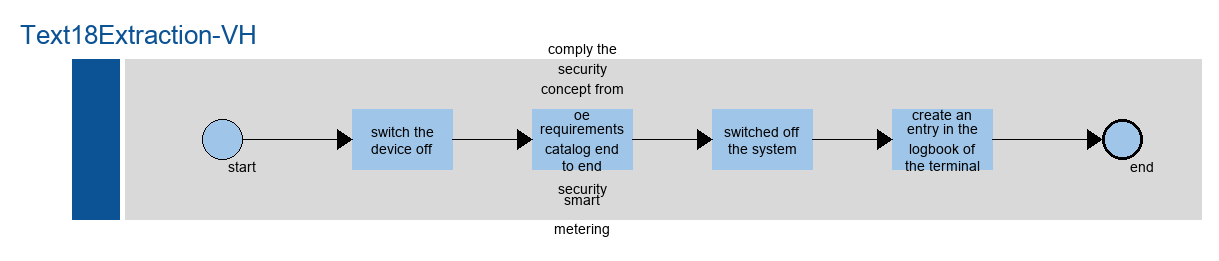 Text18Extraction-VH
start
switch the
device off
comply the
security
concept from
oe
requirements
catalog end
to end
security
smart
metering
switched off
the system
create an
entry in the
logbook of
the terminal
end